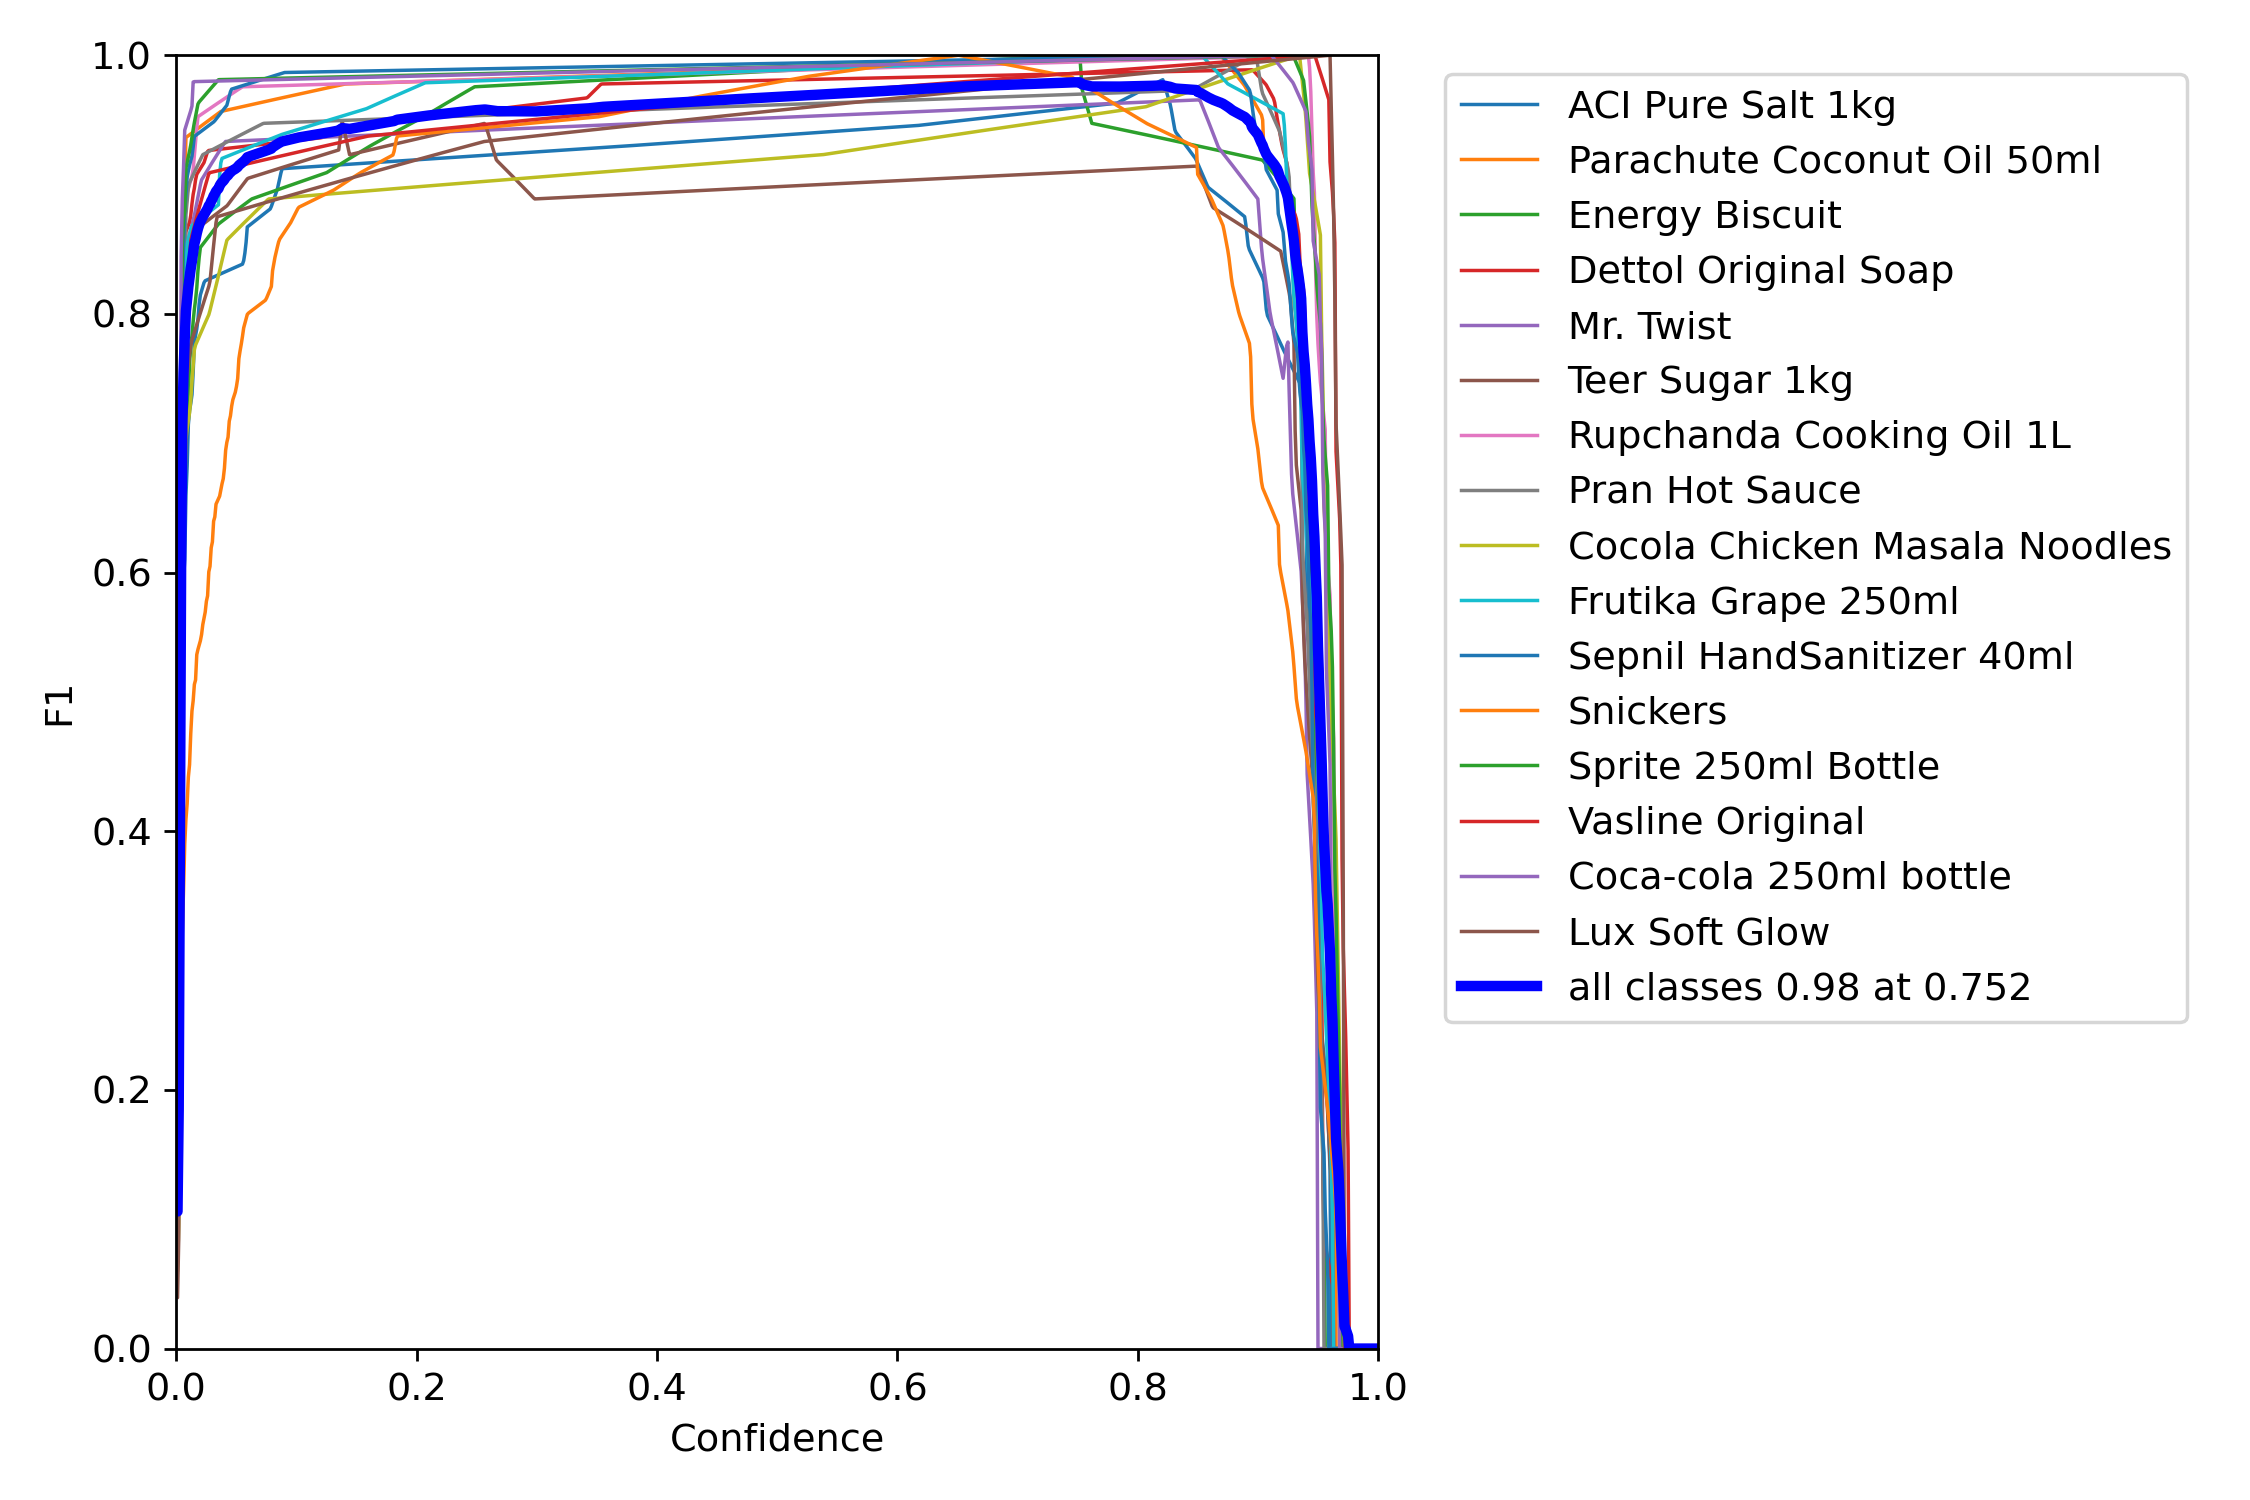 1.0
0.8
0.6
0.4
0.2
0.0
F1
0.0 0.2 0.4 0.6 0.8 1.0
Confidence
ACI Pure Salt 1kg
Parachute Coconut Oil 50ml
Energy Biscuit
Dettol Original Soap
Mr. Twist
Teer Sugar 1kg
Rupchanda Cooking Oil 1L
Pran Hot Sauce
Cocola Chicken Masala Noodles
Frutika Grape 250ml
Sepnil HandSanitizer 40ml
Snickers
Sprite 250ml Bottle
Vasline Original
Coca-cola 250ml bottle
Lux Soft Glow
all classes 0.98 at 0.752